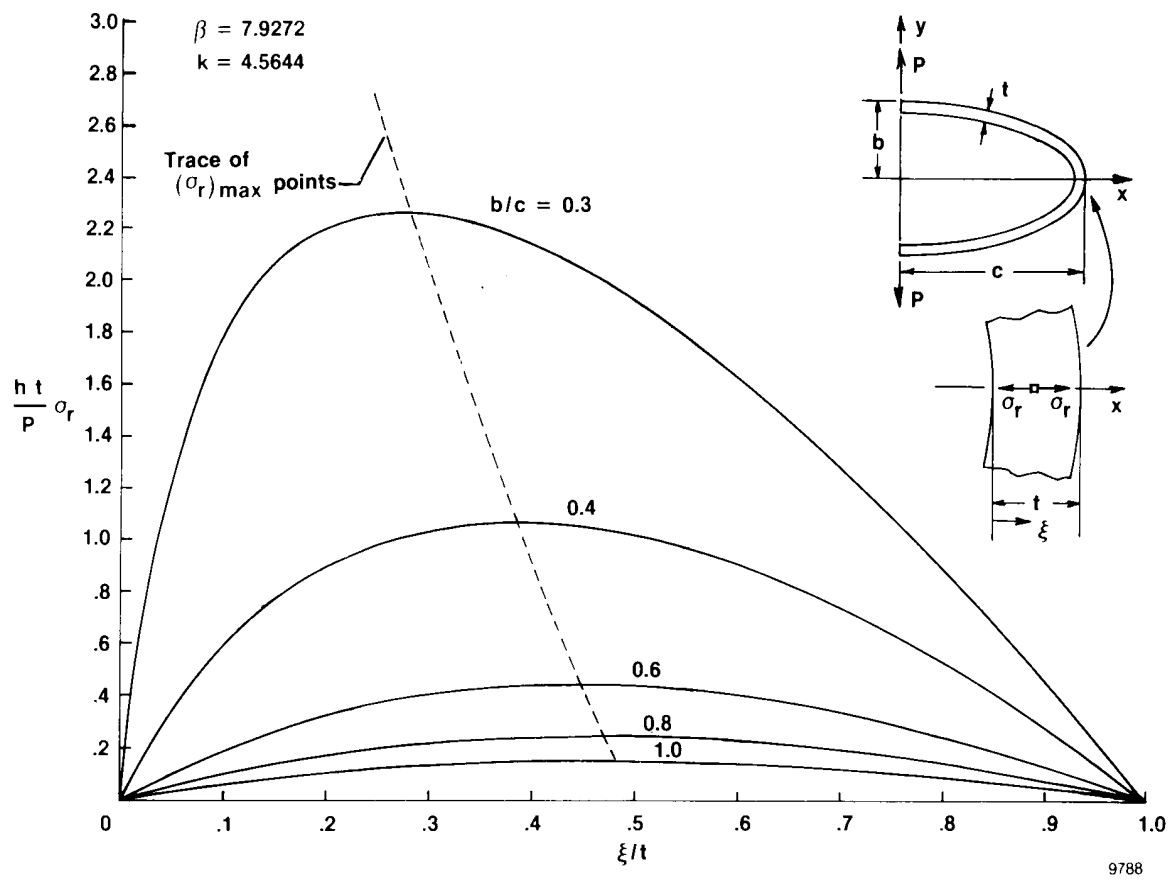 β = 7.9272
k = 4.5644
3.0
2.8
2.6
2.4
2.2
2.0
1.8
1.6
1.4
1.2
1.0
.8
.6
.4
.2
0
h t
P
σr
Trace of
(σr)max points
b/c = 0.3
0.4
0.6
0.8
1.0
y
P
t
b
x
c
P
σr σr x
t
ξ
.1 .2 .3 .4 .5 .6 .7 .8 .9 1.0
ξ/t
9788